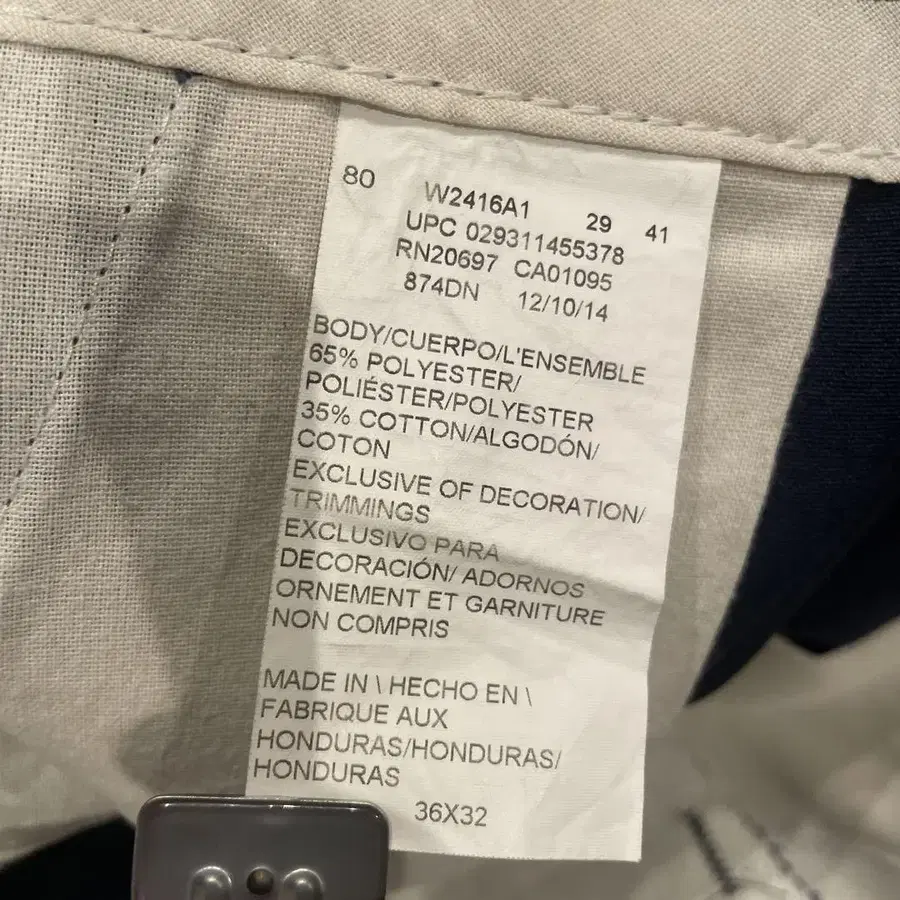 80 W2416A1 29 41
UPC 029311455378
RN20697 CA01095
874DN 12/10/14
BODY/CUERPO/L'ENSEMBLE
65% POLYESTER/
POLIÉSTER/POLYESTER
35% COTTON/ALGODÓN/
COTON
EXCLUSIVE OF DECORATION/
TRIMMINGS
EXCLUSIVO PARA
DECORACIÓN/ ADORNOS
ORNEMENT ET GARNITURE
NON COMPRIS
MADE IN \ HECHO EN \
FABRIQUE AUX
HONDURAS/HONDURAS/
HONDURAS
36X32